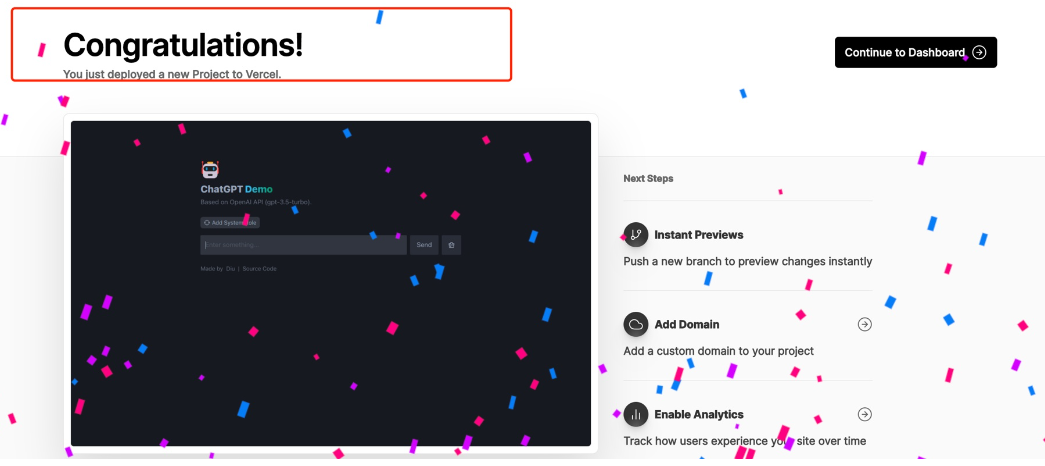 Congratulations!
You just deployed a new Project to Vercel.
Continue to Dashboard
ChatGPT Demo
Based on OpenAI API (gpt-3.5-turbo).
Add System Role
Enter something...
Send
Made by Diu | Source Code
Next Steps
Instant Previews
Push a new branch to preview changes instantly
Add Domain
Add a custom domain to your project
Enable Analytics
Track how users experience your site over time